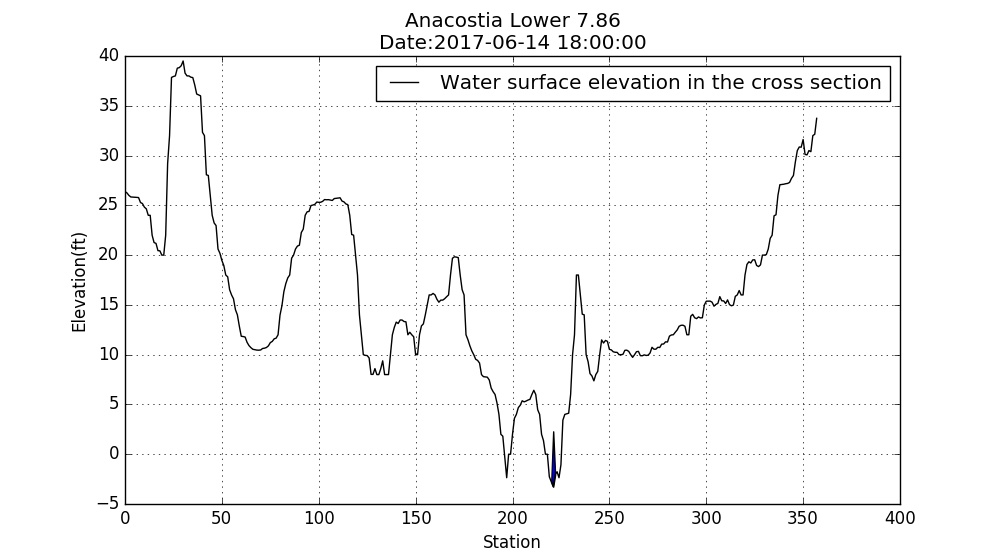 Anacostia Lower 7.86
Date:2017-06-14 18:00:00
Water surface elevation in the cross section
40
35
30
25
20
15
10
5
0
−5
Elevation(ft)
0 50 100 150 200 250 300 350 400
Station